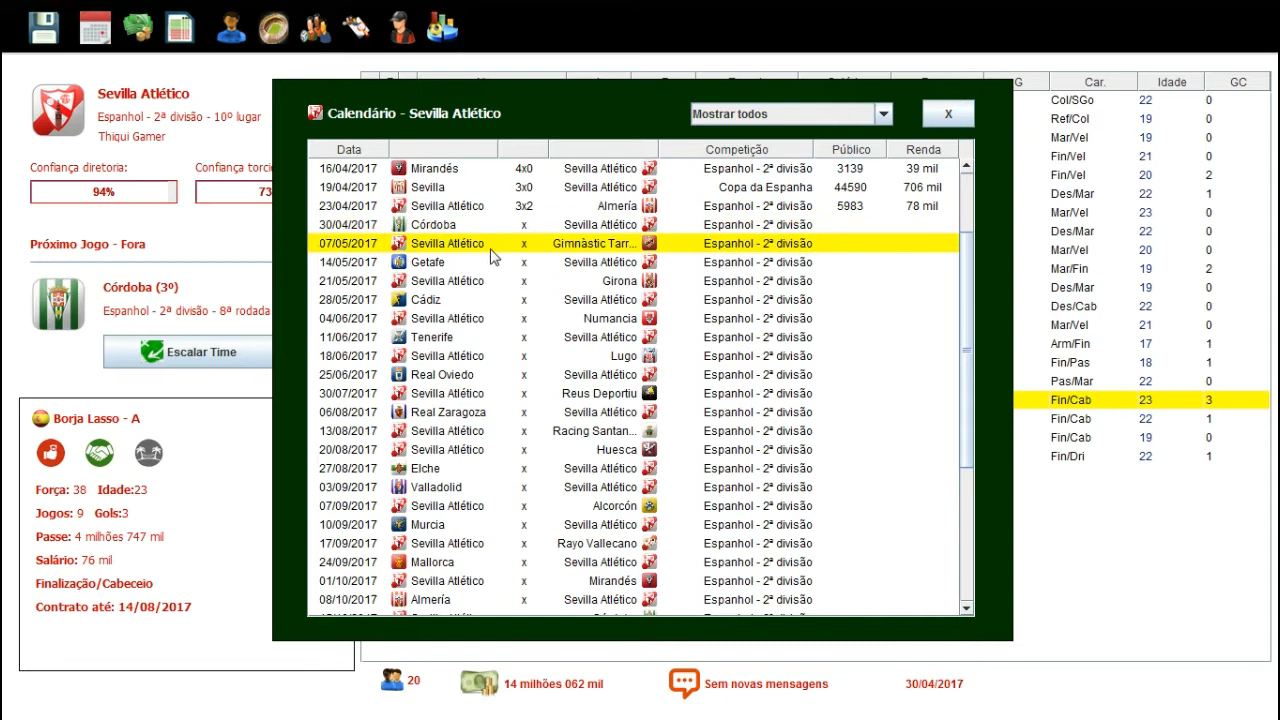 Sevilla Atlético
Espanhol - 2ª divisão - 10º lugar
Thiqui Gamer
Confiança diretoria:
94%
Próximo Jogo - Fora
Córdoba (3º)
Espanhol - 2ª divisão - 8ª rodada
Escalar Time
Borja Lasso - A
Força: 38 Idade:23
Jogos: 9 Gols:3
Passe: 4 milhões 747 mil
Salário: 76 mil
Finalização/Cabeceio
Contrato até: 14/08/2017
Calendário - Sevilla Atlético
Mostrar todos
X
Data Competição Público Renda
16/04/2017 Mirandés 4x0 Sevilla Atlético Espanhol - 2ª divisão 3139 39 mil
19/04/2017 Sevilla 3x0 Sevilla Atlético Copa da Espanha 44590 706 mil
23/04/2017 Sevilla Atlético 3x2 Almería Espanhol - 2ª divisão 5983 78 mil
30/04/2017 Córdoba x Sevilla Atlético Espanhol - 2ª divisão
07/05/2017 Sevilla Atlético x Gimnàstic Tarr... Espanhol - 2ª divisão
14/05/2017 Getafe x Sevilla Atlético Espanhol - 2ª divisão
21/05/2017 Sevilla Atlético x Girona Espanhol - 2ª divisão
28/05/2017 Cádiz x Sevilla Atlético Espanhol - 2ª divisão
04/06/2017 Sevilla Atlético x Numancia Espanhol - 2ª divisão
11/06/2017 Tenerife x Sevilla Atlético Espanhol - 2ª divisão
18/06/2017 Sevilla Atlético x Lugo Espanhol - 2ª divisão
25/06/2017 Real Oviedo x Sevilla Atlético Espanhol - 2ª divisão
30/07/2017 Sevilla Atlético x Reus Deportiu Espanhol - 2ª divisão
06/08/2017 Real Zaragoza x Sevilla Atlético Espanhol - 2ª divisão
13/08/2017 Sevilla Atlético x Racing Santan... Espanhol - 2ª divisão
20/08/2017 Sevilla Atlético x Huesca Espanhol - 2ª divisão
27/08/2017 Elche x Sevilla Atlético Espanhol - 2ª divisão
03/09/2017 Valladolid x Sevilla Atlético Espanhol - 2ª divisão
07/09/2017 Sevilla Atlético x Alcorcón Espanhol - 2ª divisão
10/09/2017 Murcia x Sevilla Atlético Espanhol - 2ª divisão
17/09/2017 Sevilla Atlético x Rayo Vallecano Espanhol - 2ª divisão
24/09/2017 Mallorca x Sevilla Atlético Espanhol - 2ª divisão
01/10/2017 Sevilla Atlético x Mirandés Espanhol - 2ª divisão
08/10/2017 Almería x Sevilla Atlético Espanhol - 2ª divisão
G Car. Idade GC
Col/SGo 22 0
Ref/Col 19 0
Mar/Vel 19 0
Fin/Vel 21 0
Fin/Vel 20 2
Des/Mar 22 1
Mar/Vel 23 0
Des/Mar 22 0
Mar/Vel 20 0
Mar/Fin 19 2
Des/Mar 19 0
Des/Cab 22 0
Mar/Vel 21 0
Arm/Fin 17 1
Fin/Pas 18 1
Pas/Mar 22 0
Fin/Cab 23 3
Fin/Cab 22 1
Fin/Cab 19 0
Fin/Dri 22 1
20
14 milhões 062 mil
Sem novas mensagens
30/04/2017